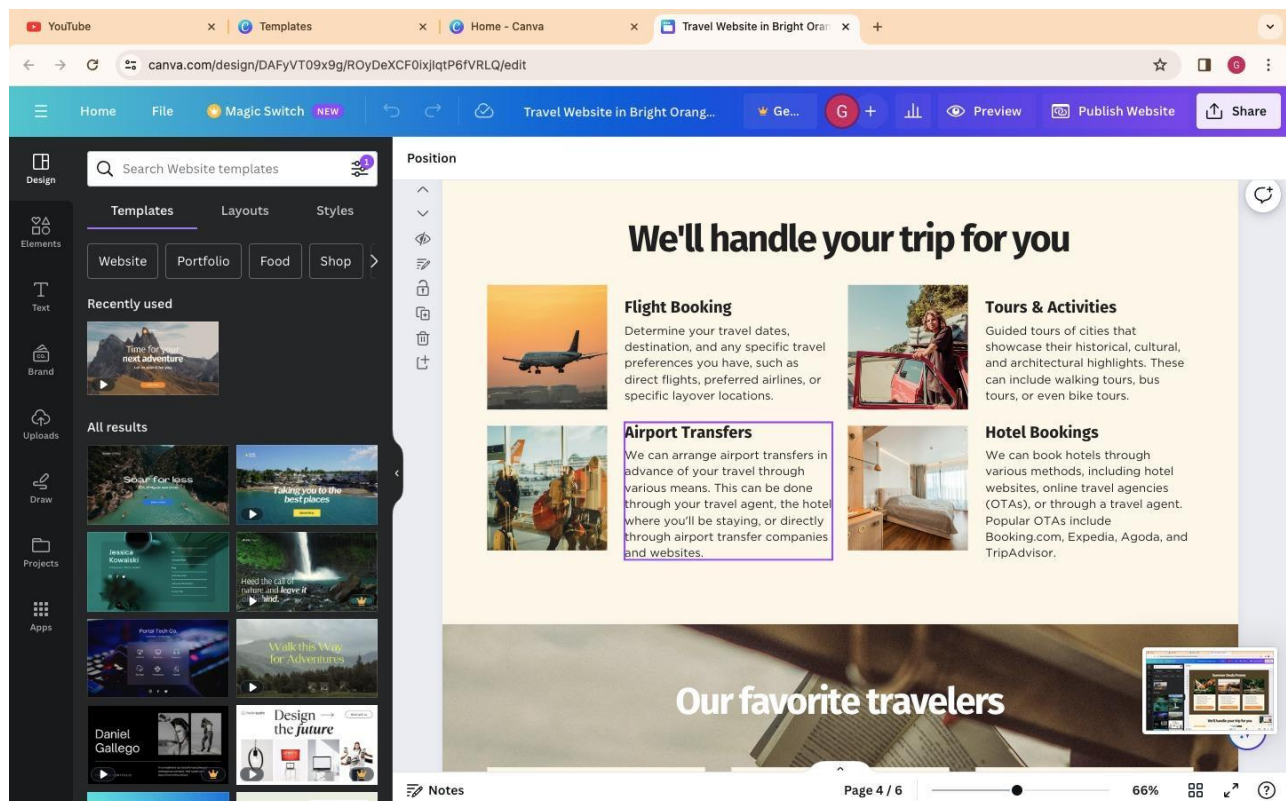 YouTube
Templates
Home - Canva
Travel Website in Bright Oran
canva.com/design/DAFyVT09x9g/ROyDeXCF0ixjIqtP6fVRLQ/edit
G
Home
File
Magic Switch
NEW
Travel Website in Bright Orang...
Ge...
G
Preview
Publish Website
Share
Design
Elements
Text
Brand
Uploads
Draw
Projects
Apps
Search Website templates
1
Templates
Layouts
Styles
Website
Portfolio
Food
Shop
Recently used
Time for your
next adventure
All results
Soar for less
Taking you to the
best places
Jessica
Kowalski
Heed the call of
nature and leave it
behind.
Portal Tech Co.
Walk this Way
for Adventures
Daniel
Gallego
Design
the future
Position
We'll handle your trip for you
Flight Booking
Determine your travel dates,
destination, and any specific travel
preferences you have, such as
direct flights, preferred airlines, or
specific layover locations.
Tours & Activities
Guided tours of cities that
showcase their historical, cultural,
and architectural highlights. These
can include walking tours, bus
tours, or even bike tours.
Airport Transfers
We can arrange airport transfers in
advance of your travel through
various means. This can be done
through your travel agent, the hotel
where you'll be staying, or directly
through airport transfer companies
and websites.
Hotel Bookings
We can book hotels through
various methods, including hotel
websites, online travel agencies
(OTAs), or through a travel agent.
Popular OTAs include
Booking.com, Expedia, Agoda, and
TripAdvisor.
Our favorite travelers
Notes
Page 4 / 6
66%